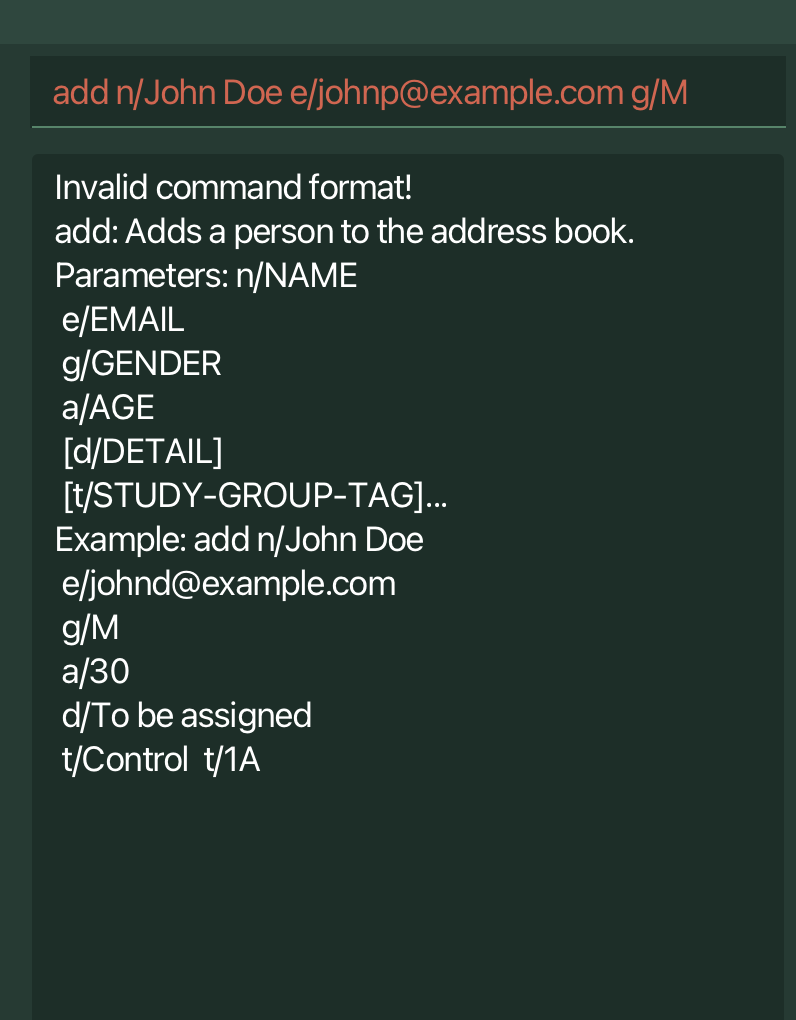 add n/John Doe e/johnp@example.com g/M
Invalid command format!
add: Adds a person to the address book.
Parameters: n/NAME
e/EMAIL
g/GENDER
a/AGE
[d/DETAIL]
[t/STUDY-GROUP-TAG]...
Example: add n/John Doe
e/johnd@example.com
g/M
a/30
d/To be assigned
t/Control  t/1A